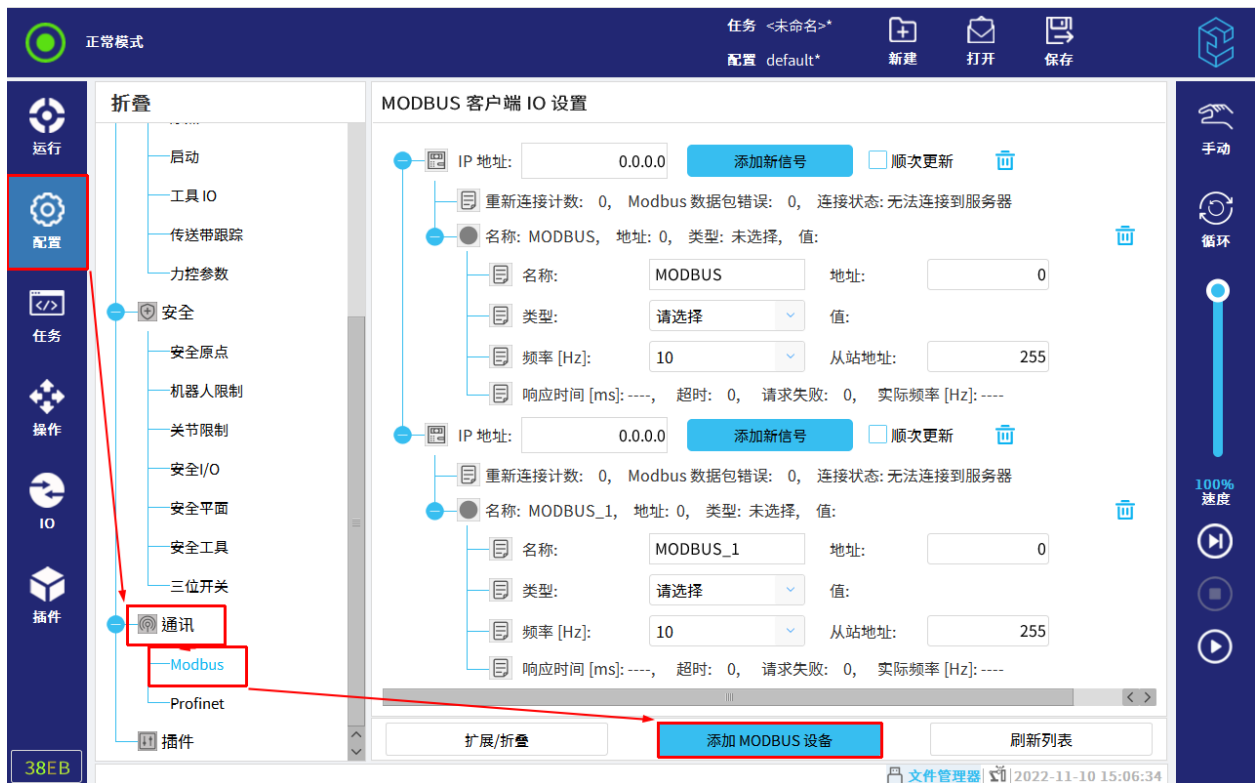 正常模式
任务 <未命名>*
配置 default*
新建
打开
保存
运行
配置
任务
操作
IO
插件
38EB
折叠
启动
工具 IO
传送带跟踪
力控参数
安全
安全原点
机器人限制
关节限制
安全I/O
安全平面
安全工具
三位开关
通讯
Modbus
Profinet
插件
MODBUS 客户端 IO 设置
IP 地址: 0.0.0.0 添加新信号 顺次更新
重新连接计数: 0, Modbus 数据包错误: 0, 连接状态: 无法连接到服务器
名称: MODBUS, 地址: 0, 类型: 未选择, 值:
名称: MODBUS 地址: 0
类型: 请选择 值:
频率 [Hz]: 10 从站地址: 255
响应时间 [ms]: ----, 超时: 0, 请求失败: 0, 实际频率 [Hz]: ----
IP 地址: 0.0.0.0 添加新信号 顺次更新
重新连接计数: 0, Modbus 数据包错误: 0, 连接状态: 无法连接到服务器
名称: MODBUS_1, 地址: 0, 类型: 未选择, 值:
名称: MODBUS_1 地址: 0
类型: 请选择 值:
频率 [Hz]: 10 从站地址: 255
响应时间 [ms]: ----, 超时: 0, 请求失败: 0, 实际频率 [Hz]: ----
扩展/折叠 添加 MODBUS 设备 刷新列表
文件管理器 2022-11-10 15:06:34
手动
循环
100%
速度